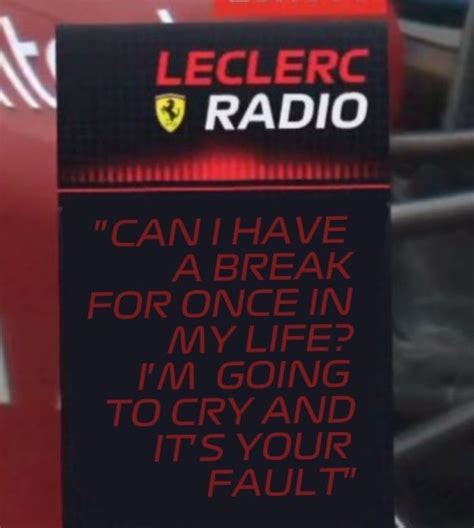 LECLERC
RADIO
"CAN I HAVE
A BREAK
FOR ONCE IN
MY LIFE?
I'M GOING
TO CRY AND
IT'S YOUR
FAULT"